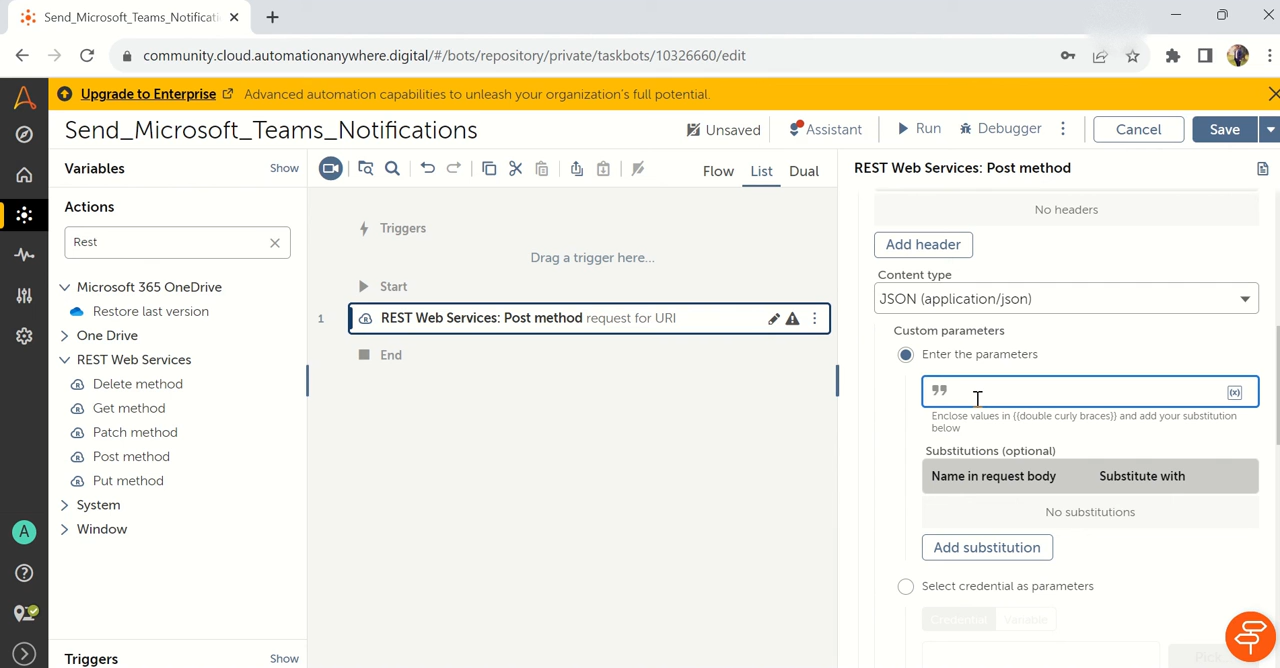 Send_Microsoft_Teams_Notificati
community.cloud.automationanywhere.digital/#/bots/repository/private/taskbots/10326660/edit
Upgrade to Enterprise Advanced automation capabilities to unleash your organization's full potential.
Send_Microsoft_Teams_Notifications
Unsaved
Assistant
Run
Debugger
Cancel
Save
Variables
Show
Flow
List
Dual
REST Web Services: Post method
Actions
Rest
Microsoft 365 OneDrive
Restore last version
One Drive
REST Web Services
Delete method
Get method
Patch method
Post method
Put method
System
Window
Triggers
Show
Triggers
Drag a trigger here...
Start
1
REST Web Services: Post method request for URI
End
No headers
Add header
Content type
JSON (application/json)
Custom parameters
Enter the parameters
(x)
Enclose values in {{double curly braces}} and add your substitution
below
Substitutions (optional)
Name in request body
Substitute with
No substitutions
Add substitution
Select credential as parameters
Credential
Variable
Pick...
A